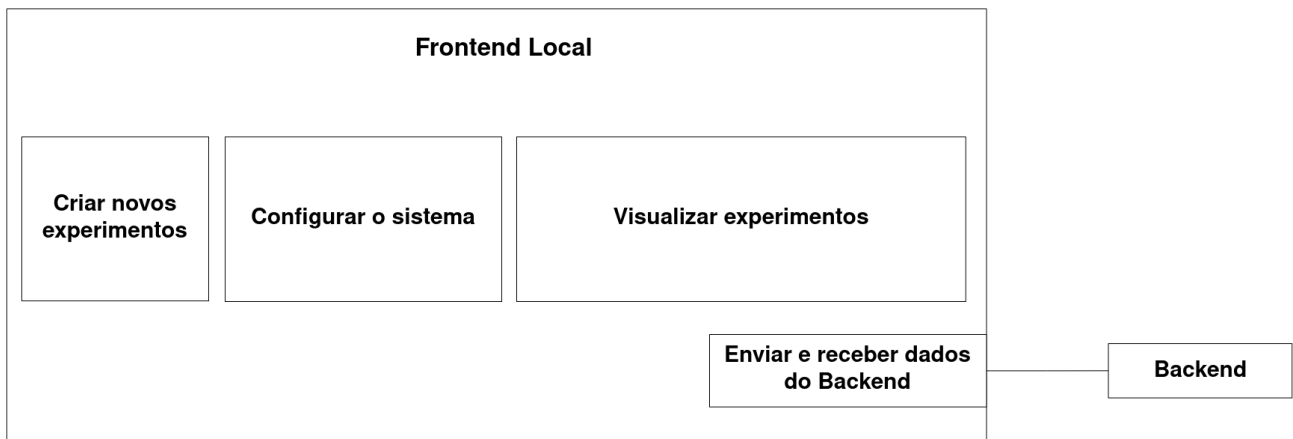 Frontend Local
Criar novos
experimentos
Configurar o sistema
Visualizar experimentos
Enviar e receber dados
do Backend
Backend